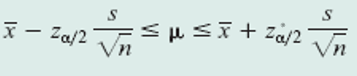 x̄ − z_{α/2} s/√n ≤ μ ≤ x̄ + z_{α/2} s/√n